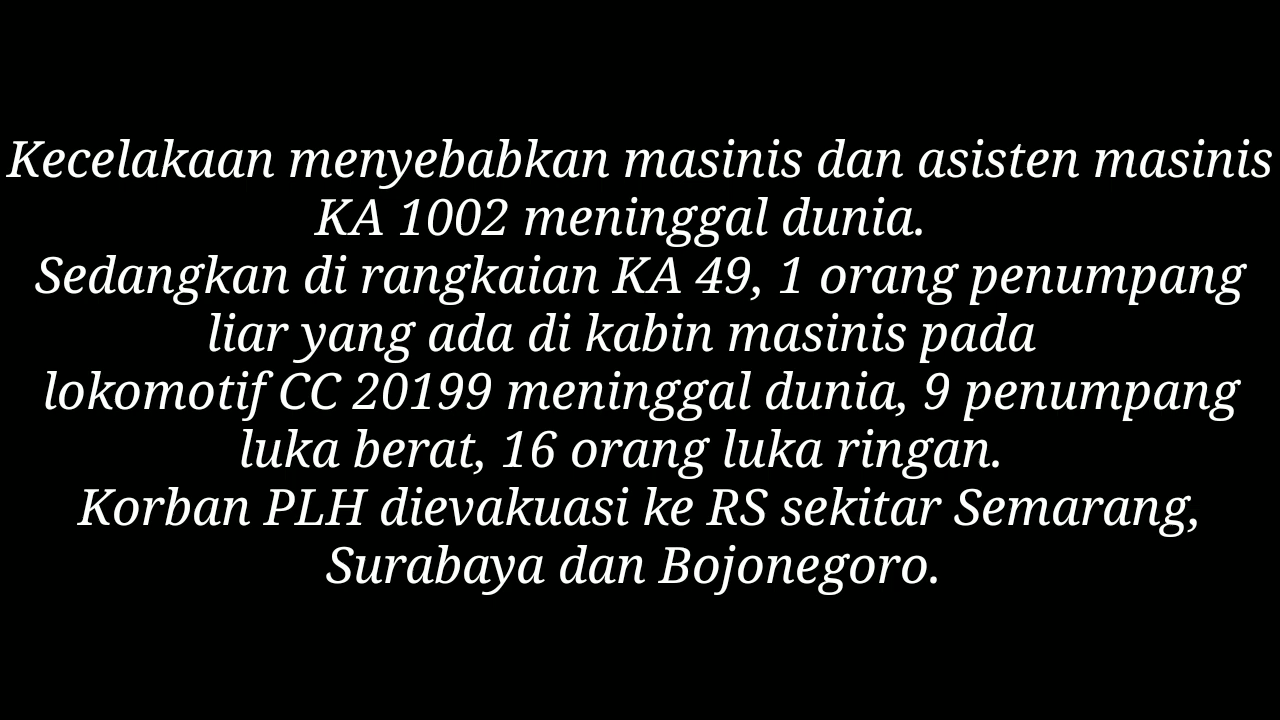 Kecelakaan menyebabkan masinis dan asisten masinis
KA 1002 meninggal dunia.
Sedangkan di rangkaian KA 49, 1 orang penumpang
liar yang ada di kabin masinis pada
lokomotif CC 20199 meninggal dunia, 9 penumpang
luka berat, 16 orang luka ringan.
Korban PLH dievakuasi ke RS sekitar Semarang,
Surabaya dan Bojonegoro.